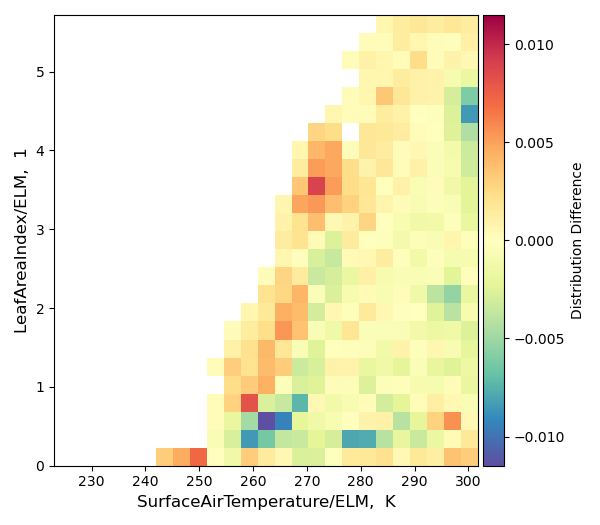 5
4
3
2
1
0
LeafAreaIndex/ELM,  1
230 240 250 260 270 280 290 300
SurfaceAirTemperature/ELM,  K
0.010
0.005
0.000
−0.005
−0.010
Distribution Difference